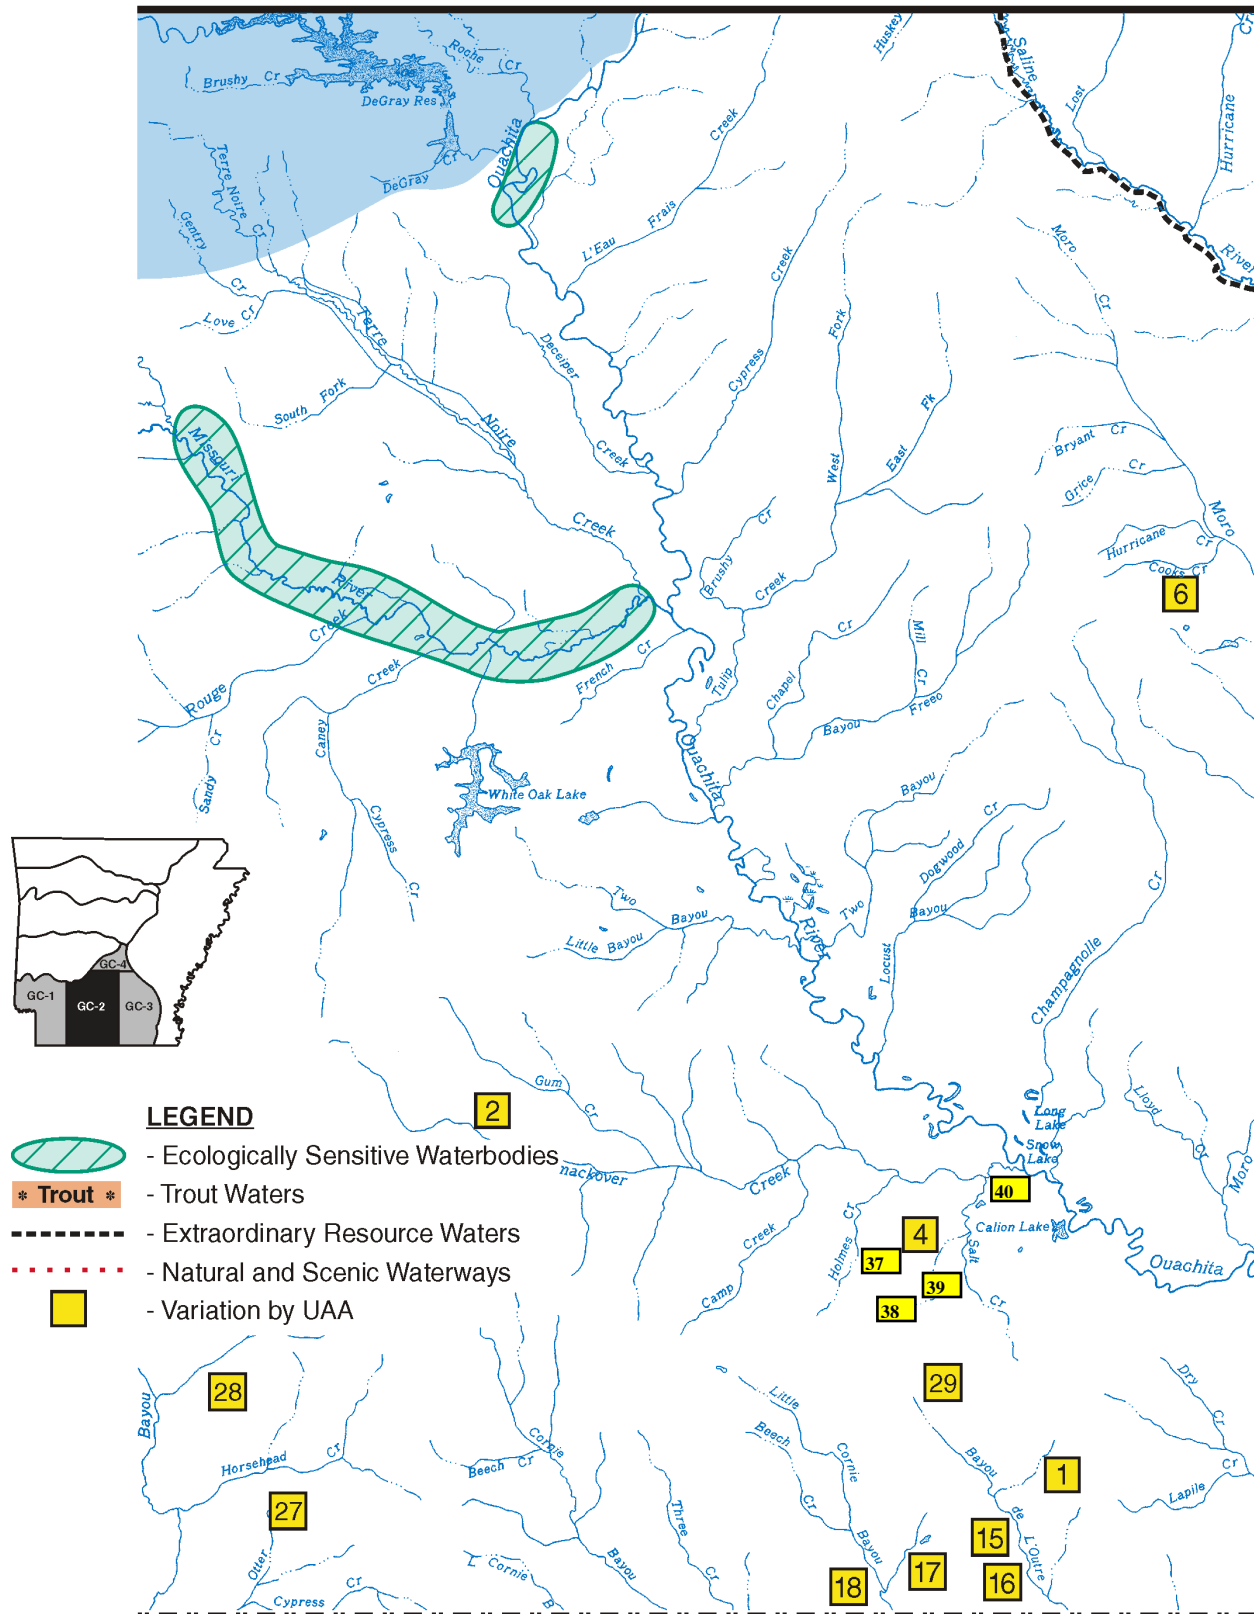 Roche
Cr
Huskey
Saline
Lost
Cr
Hurricane
Brushy Cr
DeGray Res
Creek
Ouachita
Cr
DeGray
Terre Noire
Cr
Gentry
Cr
L'Eau Frais
Moro
Cr
River
Creek
Love Cr
Terre
Deceiper
Fork
Cypress
South Fork
Noire
Missouri
Creek
West
East Fk
Bryant Cr
Grice
Cr
Moro
Creek
Brushy
Cr
Hurricane
Cr
Cooks Cr
6
River
Creek
Creek
Rouge
Creek
French
Cr
Tulip
Chapel
Cr
Mill
Cr
Bayou
Freeo
Caney
Sandy
Cr
Ouachita
White Oak Lake
Bayou
Dogwood
Cr
Cypress
Cr
Two
Bayou
Little Bayou
River
Two
Bayou
Locust
Champagnolle
Cr
GC-4
GC-1
GC-2
GC-3
Gum
Cr
2
Long
Lake
Snow
Lake
Lloyd
Cr
Moro
LEGEND
- Ecologically Sensitive Waterbodies
* Trout *
- Trout Waters
- Extraordinary Resource Waters
- Natural and Scenic Waterways
- Variation by UAA
nackover
Creek
40
Calion Lake
Holmes
Cr
4
37
39
38
Salt
Cr
Camp
Creek
Ouachita
28
29
Bayou
Little
Cornie
Bayou
Beech
Cr
Dry
Cr
Horsehead
Cr
Beech Cr
Cornie
Bayou
Bayou
de
L'Outre
1
Lapile
Cr
27
Three
Cr
15
16
17
18
Otter
Cypress
Cr
L Cornie
B